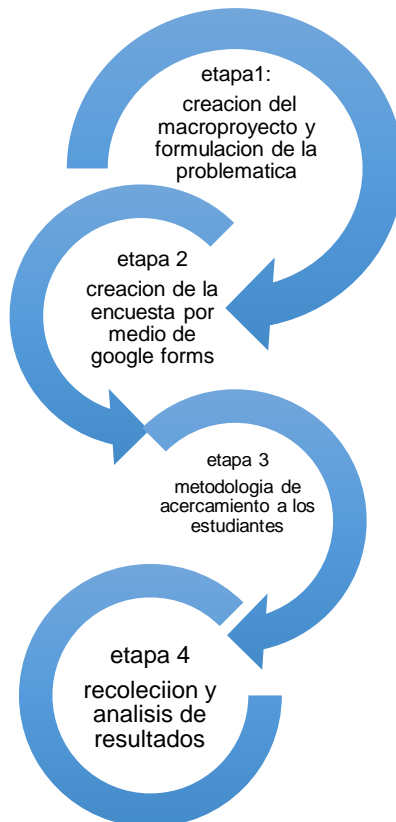 etapa1:
creacion del
macroproyecto y
formulacion de la
problematica
etapa 2
creacion de la
encuesta por
medio de
google forms
etapa 3
metodologia de
acercamiento a los
estudiantes
etapa 4
recoleciion y
analisis de
resultados